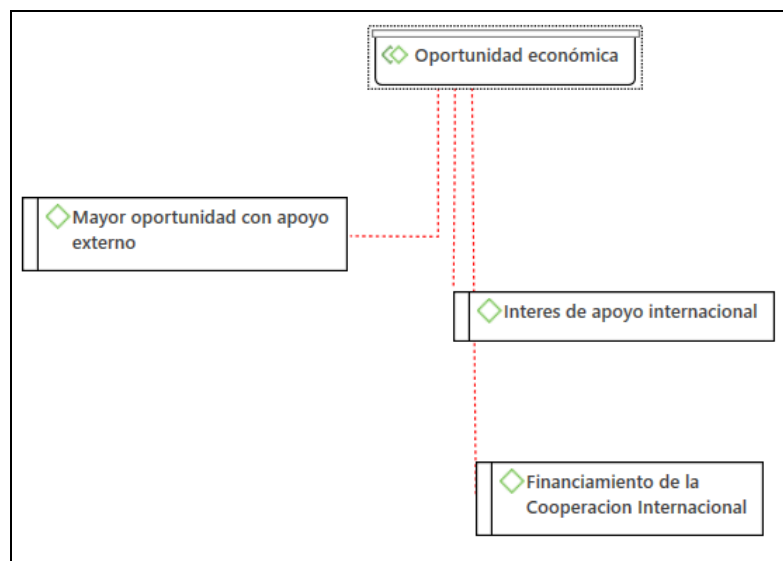 Oportunidad económica
Mayor oportunidad con apoyo
externo
Interes de apoyo internacional
Financiamiento de la
Cooperacion Internacional